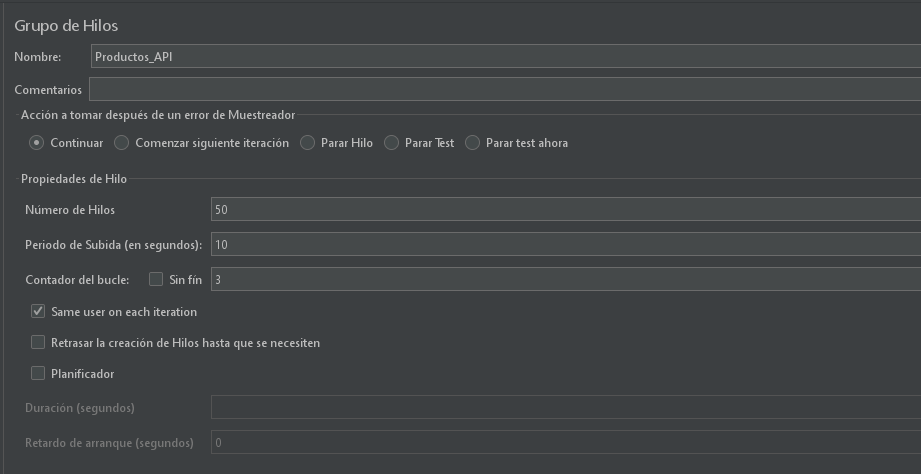 Grupo de Hilos
Nombre: Productos_API
Comentarios
Acción a tomar después de un error de Muestreador
Continuar Comenzar siguiente iteración Parar Hilo Parar Test Parar test ahora
Propiedades de Hilo
Número de Hilos 50
Periodo de Subida (en segundos): 10
Contador del bucle: Sin fín 3
Same user on each iteration
Retrasar la creación de Hilos hasta que se necesiten
Planificador
Duración (segundos)
Retardo de arranque (segundos) 0